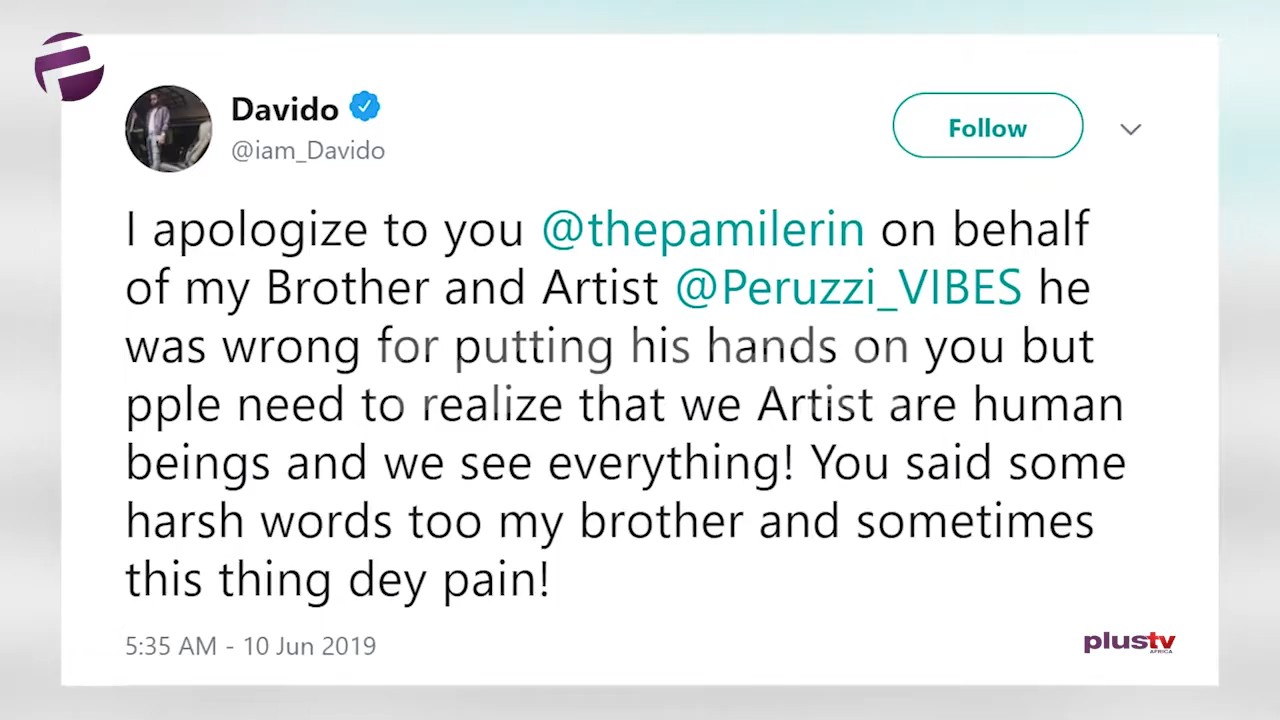 Davido
@iam_Davido
Follow
I apologize to you @thepamilerin on behalf
of my Brother and Artist @Peruzzi_VIBES he
was wrong for putting his hands on you but
pple need to realize that we Artist are human
beings and we see everything! You said some
harsh words too my brother and sometimes
this thing dey pain!
5:35 AM - 10 Jun 2019
plustv
AFRICA